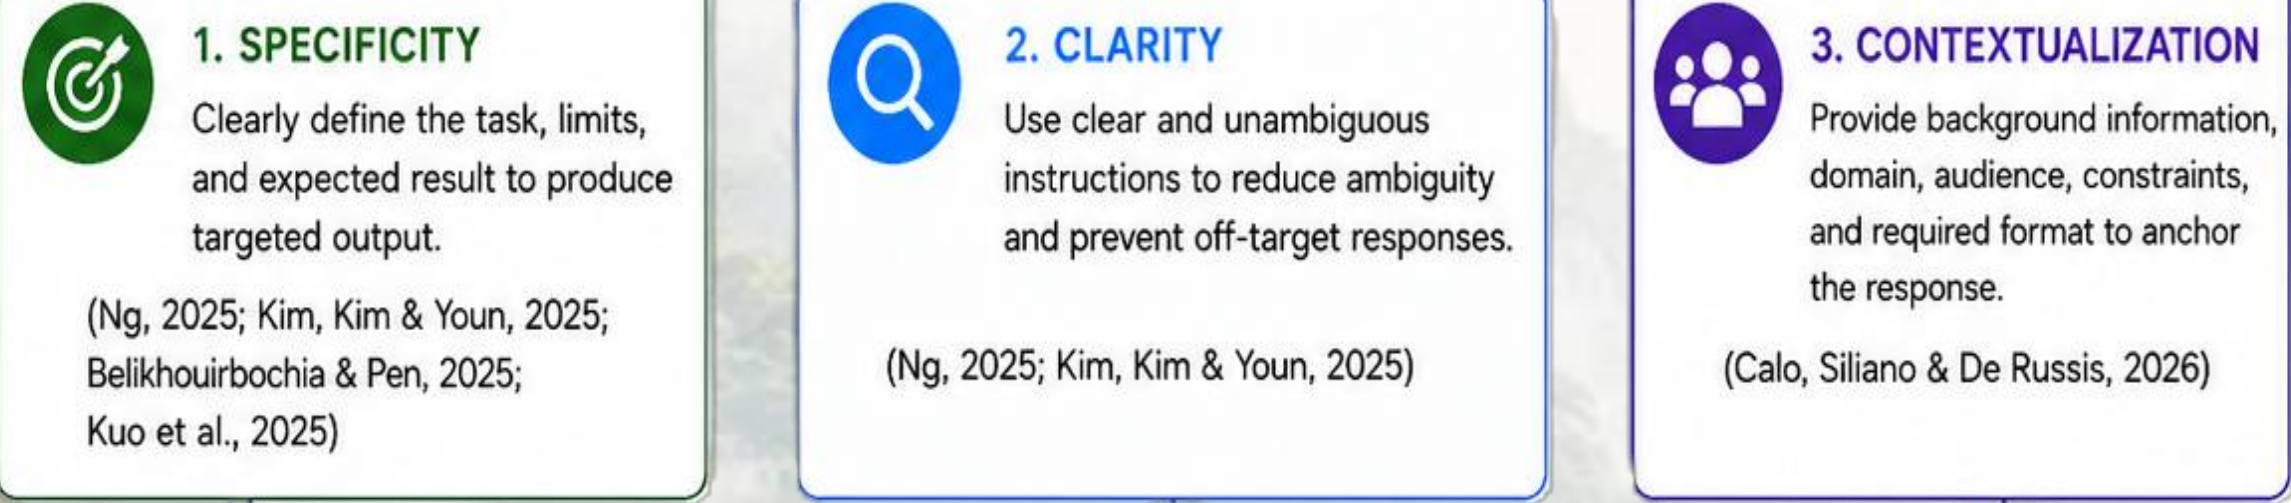 1. SPECIFICITY
Clearly define the task, limits,
and expected result to produce
targeted output.
(Ng, 2025; Kim, Kim & Youn, 2025;
Belikhouirbochia & Pen, 2025;
Kuo et al., 2025)
2. CLARITY
Use clear and unambiguous
instructions to reduce ambiguity
and prevent off-target responses.
(Ng, 2025; Kim, Kim & Youn, 2025)
3. CONTEXTUALIZATION
Provide background information,
domain, audience, constraints,
and required format to anchor
the response.
(Calo, Siliano & De Russis, 2026)